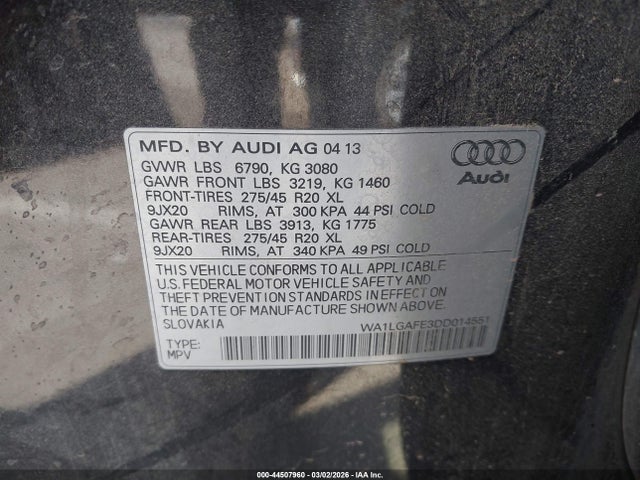 MFD. BY AUDI AG 04 13
GVWR LBS 6790, KG 3080
GAWR FRONT LBS 3219, KG 1460
FRONT-TIRES 275/45 R20 XL
9JX20 RIMS, AT 300 KPA 44 PSI COLD
GAWR REAR LBS 3913, KG 1775
REAR-TIRES 275/45 R20 XL
9JX20 RIMS, AT 340 KPA 49 PSI COLD
Audi
THIS VEHICLE CONFORMS TO ALL APPLICABLE
U.S. FEDERAL MOTOR VEHICLE SAFETY AND
THEFT PREVENTION STANDARDS IN EFFECT ON
THE DATE OF MANUFACTURE SHOWN ABOVE.
SLOVAKIA
WA1LGAFE3DD014551
TYPE:
MPV
000-44507960 - 03/02/2026 - IAA Inc.